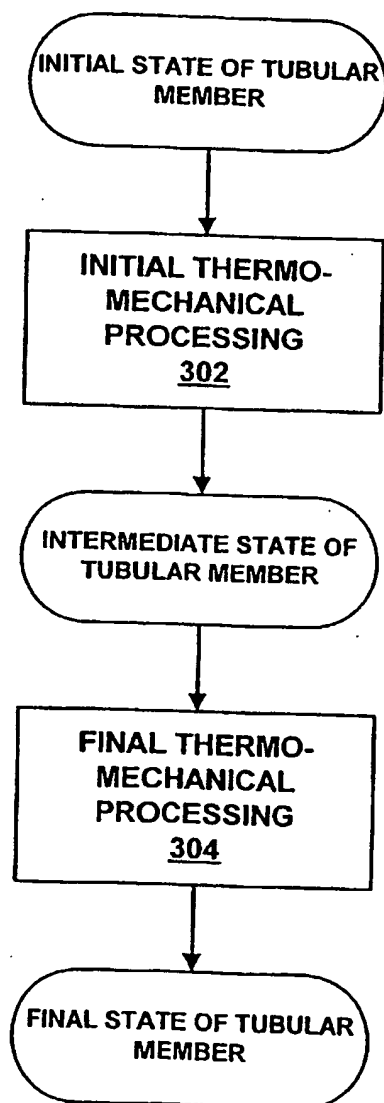 INITIAL STATE OF TUBULAR
MEMBER
INITIAL THERMO-
MECHANICAL
PROCESSING
302
INTERMEDIATE STATE OF
TUBULAR MEMBER
FINAL THERMO-
MECHANICAL
PROCESSING
304
FINAL STATE OF TUBULAR
MEMBER